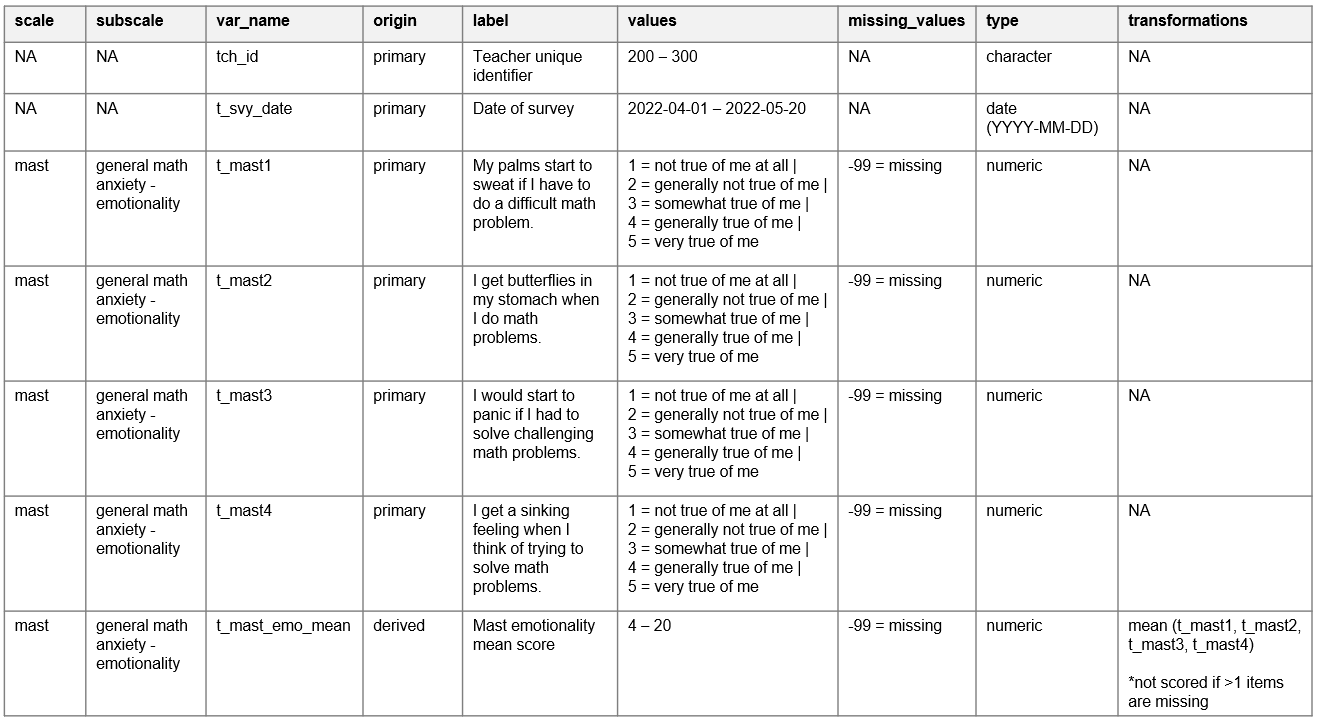 scale subscale var_name origin label values missing_values type transformations
NA NA tch_id primary Teacher unique 200 – 300 NA character NA
identifier
NA NA t_svy_date primary Date of survey 2022-04-01 – 2022-05-20 NA date NA
(YYYY-MM-DD)
mast general math t_mast1 primary My palms start to 1 = not true of me at all | -99 = missing numeric NA
anxiety - sweat if I have to 2 = generally not true of me |
emotionality do a difficult math 3 = somewhat true of me |
problem. 4 = generally true of me |
5 = very true of me
mast general math t_mast2 primary I get butterflies in 1 = not true of me at all | -99 = missing numeric NA
anxiety - my stomach when 2 = generally not true of me |
emotionality I do math 3 = somewhat true of me |
problems. 4 = generally true of me |
5 = very true of me
mast general math t_mast3 primary I would start to 1 = not true of me at all | -99 = missing numeric NA
anxiety - panic if I had to 2 = generally not true of me |
emotionality solve challenging 3 = somewhat true of me |
math problems. 4 = generally true of me |
5 = very true of me
mast general math t_mast4 primary I get a sinking 1 = not true of me at all | -99 = missing numeric NA
anxiety - feeling when I 2 = generally not true of me |
emotionality think of trying to 3 = somewhat true of me |
solve math 4 = generally true of me |
problems. 5 = very true of me
mast general math t_mast_emo_mean derived Mast emotionality 4 – 20 -99 = missing numeric mean (t_mast1, t_mast2,
anxiety - mean score t_mast3, t_mast4)
emotionality
*not scored if >1 items
are missing